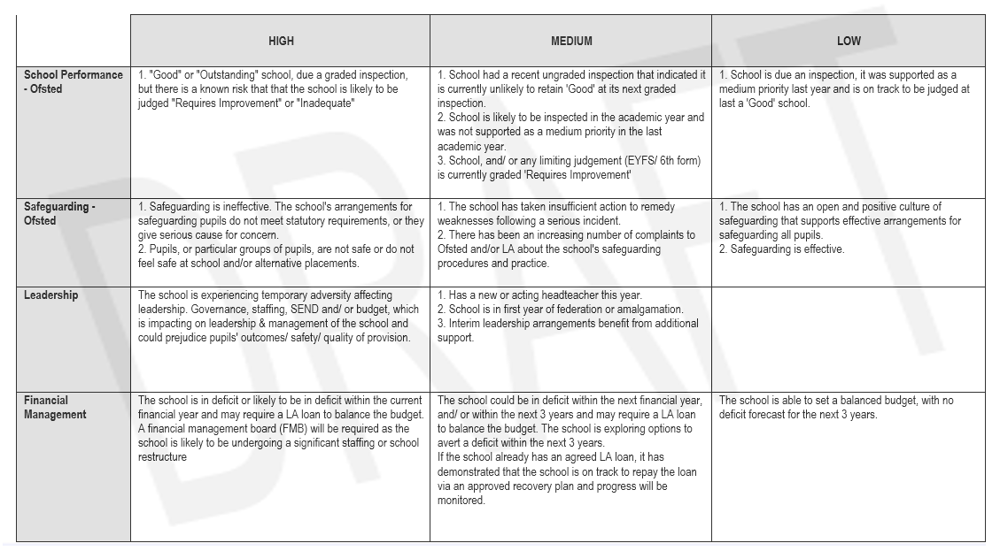 HIGH
MEDIUM
LOW
School Performance
- Ofsted
1. "Good" or "Outstanding" school, due a graded inspection,
but there is a known risk that that the school is likely to be
judged "Requires Improvement" or "Inadequate"
1. School had a recent ungraded inspection that indicated it
is currently unlikely to retain 'Good' at its next graded
inspection.
2. School is likely to be inspected in the academic year and
was not supported as a medium priority in the last
academic year.
3. School, and/ or any limiting judgement (EYFS/ 6th form)
is currently graded 'Requires Improvement'
1. School is due an inspection, it was supported as a
medium priority last year and is on track to be judged at
last a 'Good' school.
Safeguarding -
Ofsted
1. Safeguarding is ineffective. The school's arrangements for
safeguarding pupils do not meet statutory requirements, or they
give serious cause for concern.
2. Pupils, or particular groups of pupils, are not safe or do not
feel safe at school and/or alternative placements.
1. The school has taken insufficient action to remedy
weaknesses following a serious incident.
2. There has been an increasing number of complaints to
Ofsted and/or LA about the school's safeguarding
procedures and practice.
1. The school has an open and positive culture of
safeguarding that supports effective arrangements for
safeguarding all pupils.
2. Safeguarding is effective.
Leadership
The school is experiencing temporary adversity affecting
leadership. Governance, staffing, SEND and/ or budget, which
is impacting on leadership & management of the school and
could prejudice pupils' outcomes/ safety/ quality of provision.
1. Has a new or acting headteacher this year.
2. School is in first year of federation or amalgamation.
3. Interim leadership arrangements benefit from additional
support.
Financial
Management
The school is in deficit or likely to be in deficit within the current
financial year and may require a LA loan to balance the budget.
A financial management board (FMB) will be required as the
school is likely to be undergoing a significant staffing or school
restructure
The school could be in deficit within the next financial year,
and/ or within the next 3 years and may require a LA loan
to balance the budget. The school is exploring options to
avert a deficit within the next 3 years.
If the school already has an agreed LA loan, it has
demonstrated that the school is on track to repay the loan
via an approved recovery plan and progress will be
monitored.
The school is able to set a balanced budget, with no
deficit forecast for the next 3 years.
DRAFT